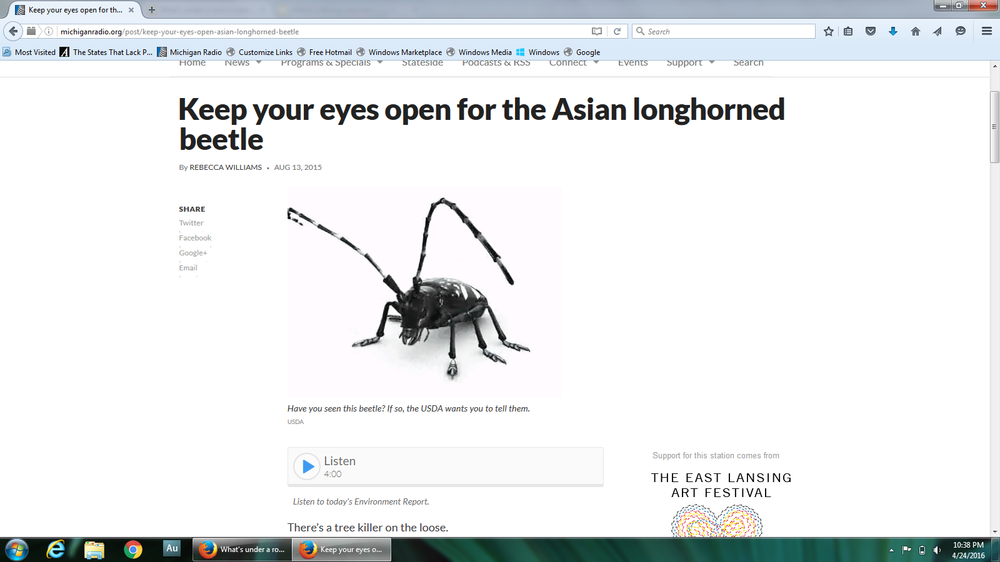 Keep your eyes open for th...
michiganradio.org/post/keep-your-eyes-open-asian-longhorned-beetle
Search
Most Visited
The States That Lack P...
Michigan Radio
Customize Links
Free Hotmail
Windows Marketplace
Windows Media
Windows
Google
Home News Programs & Specials Stateside Podcasts & RSS Connect Events Support Search
Keep your eyes open for the Asian longhorned
beetle
By REBECCA WILLIAMS • AUG 13, 2015
SHARE
Twitter
Facebook
Google+
Email
Have you seen this beetle? If so, the USDA wants you to tell them.
USDA
Listen
4:00
Listen to today's Environment Report.
There's a tree killer on the loose.
Support for this station comes from
THE EAST LANSING
ART FESTIVAL
Au
What's under a ro...
Keep your eyes o...
10:38 PM
4/24/2016